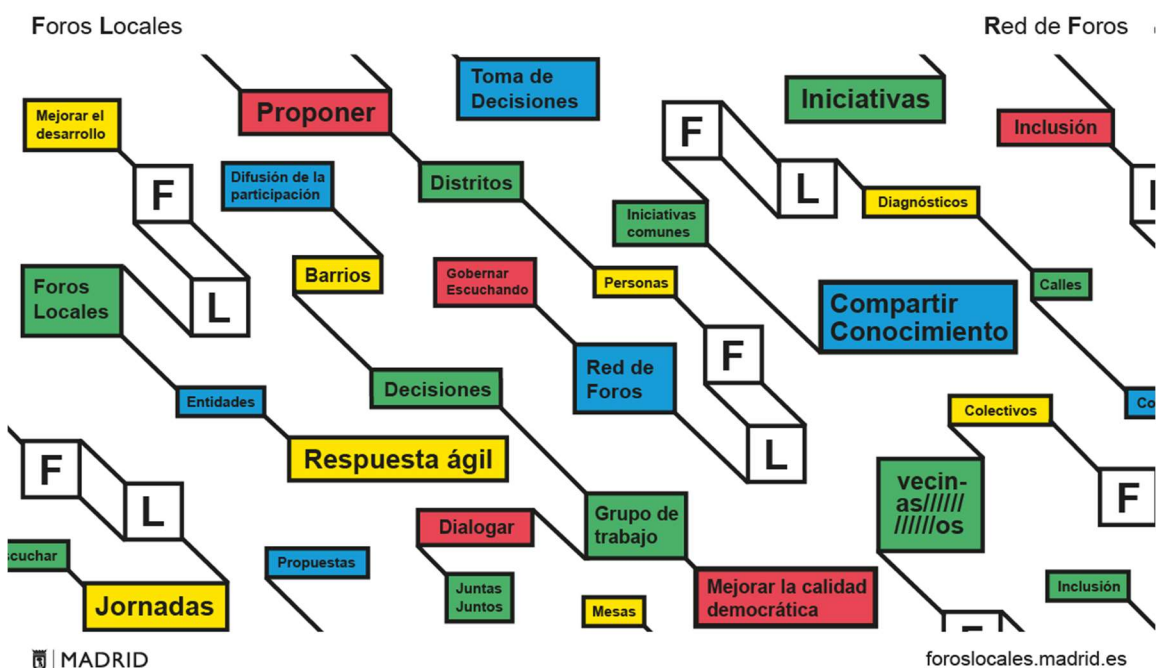 Foros Locales
Red de Foros
Toma de
Decisiones
Proponer
Iniciativas
Mejorar el
desarrollo
F
Inclusión
Difusión de la
participación
Distritos
F
L
L
Diagnósticos
Iniciativas
comunes
Foros
Locales
L
Barrios
Gobernar
Escuchando
Personas
Calles
Compartir
Conocimiento
F
Red de
Foros
Entidades
Decisiones
Colectivos
Respuesta ágil
L
F
L
vecin-
as//////
//////os
F
Dialogar
Grupo de
trabajo
Propuestas
Juntas
Juntos
Mejorar la calidad
democrática
Inclusión
Jornadas
Mesas
MADRID
foroslocales.madrid.es